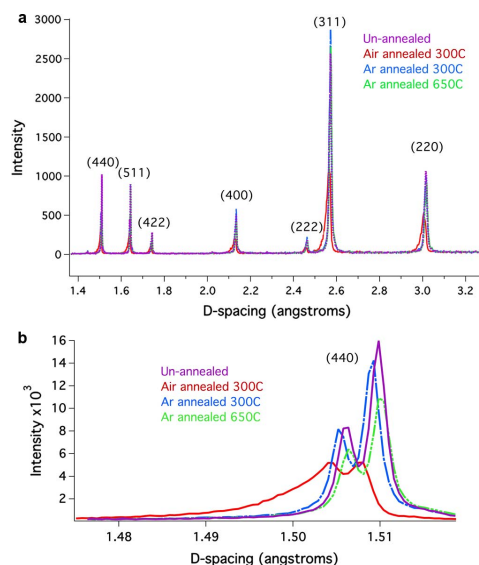 a
3000
2500
2000
1500
1000
500
0
Intensity
(311)
Un-annealed
Air annealed 300C
Ar annealed 300C
Ar annealed 650C
(440)
(511)
(422)
(400)
(222)
(220)
1.4 1.6 1.8 2.0 2.2 2.4 2.6 2.8 3.0 3.2
D-spacing (angstroms)
b
16
14
12
10
8
6
4
2
Intensity x10³
(440)
Un-annealed
Air annealed 300C
Ar annealed 300C
Ar annealed 650C
1.48 1.49 1.50 1.51
D-spacing (angstroms)